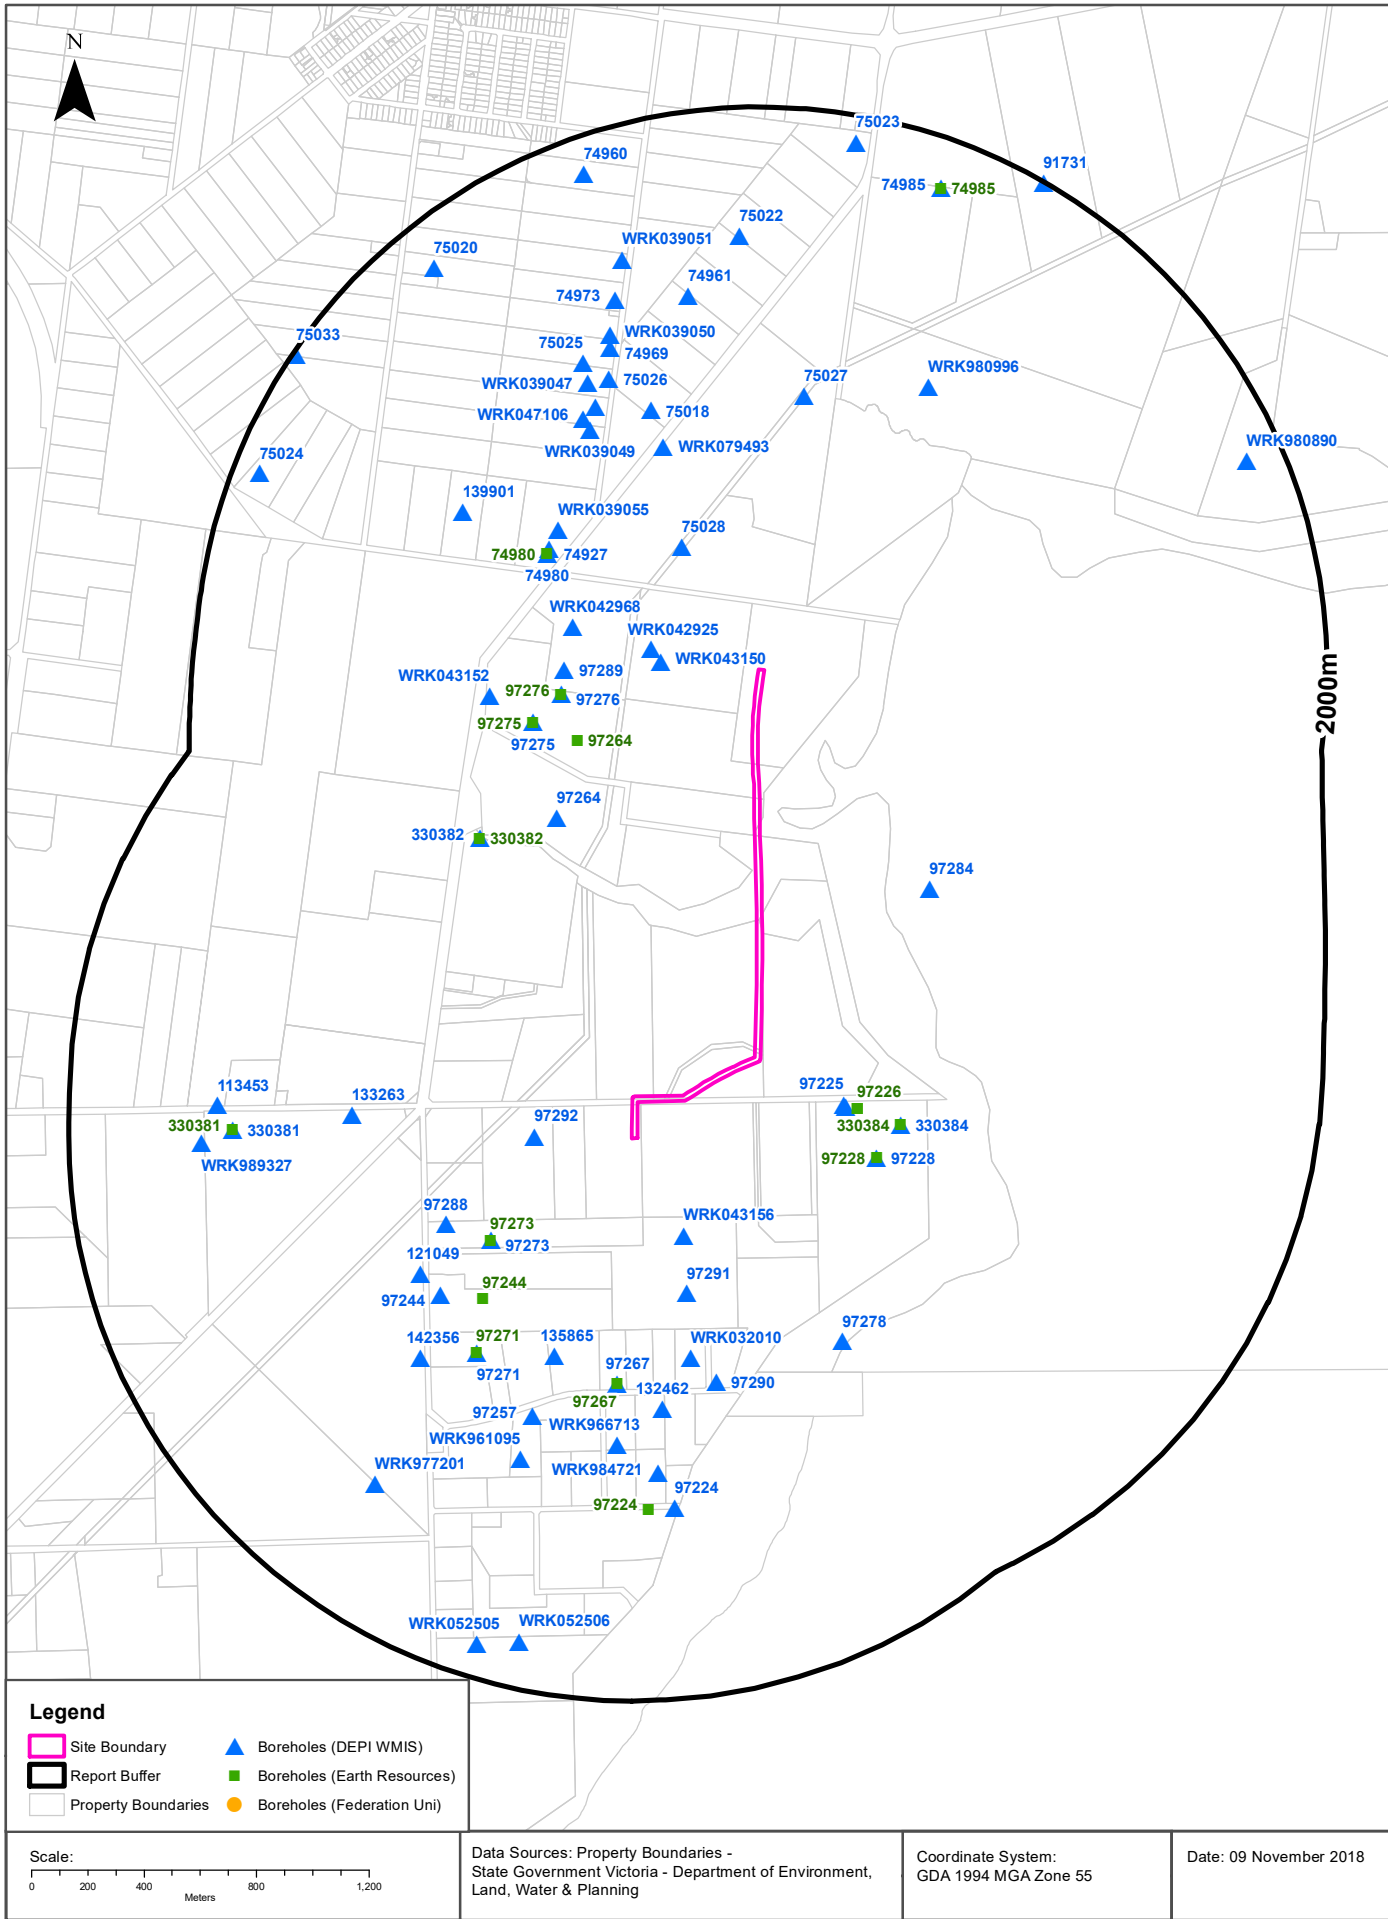 N
75023
74960
91731
74985
74985
75022
WRK039051
75020
74961
74973
75033
WRK039050
75025
74969
WRK980996
75027
WRK039047
75026
WRK047106
75018
WRK980890
WRK039049
WRK079493
75024
139901
WRK039055
75028
74980
74927
74980
WRK042968
WRK042925
WRK043150
2000m
97289
WRK043152
97276
97276
97275
97275
97264
97264
330382
330382
97284
113453
133263
97225
97226
97292
330381
330381
330384
330384
WRK989327
97228
97228
97288
97273
WRK043156
97273
121049
97291
97244
97244
97278
142356
97271
135865
WRK032010
97267
97271
97290
97267
132462
97257
WRK966713
WRK961095
WRK977201
WRK984721
97224
97224
WRK052505
WRK052506
Legend
Site Boundary
Boreholes (DEPI WMIS)
Report Buffer
Boreholes (Earth Resources)
Property Boundaries
Boreholes (Federation Uni)
Scale:
0 200 400 800 1,200
Meters
Data Sources: Property Boundaries -
State Government Victoria - Department of Environment,
Land, Water & Planning
Coordinate System:
GDA 1994 MGA Zone 55
Date: 09 November 2018